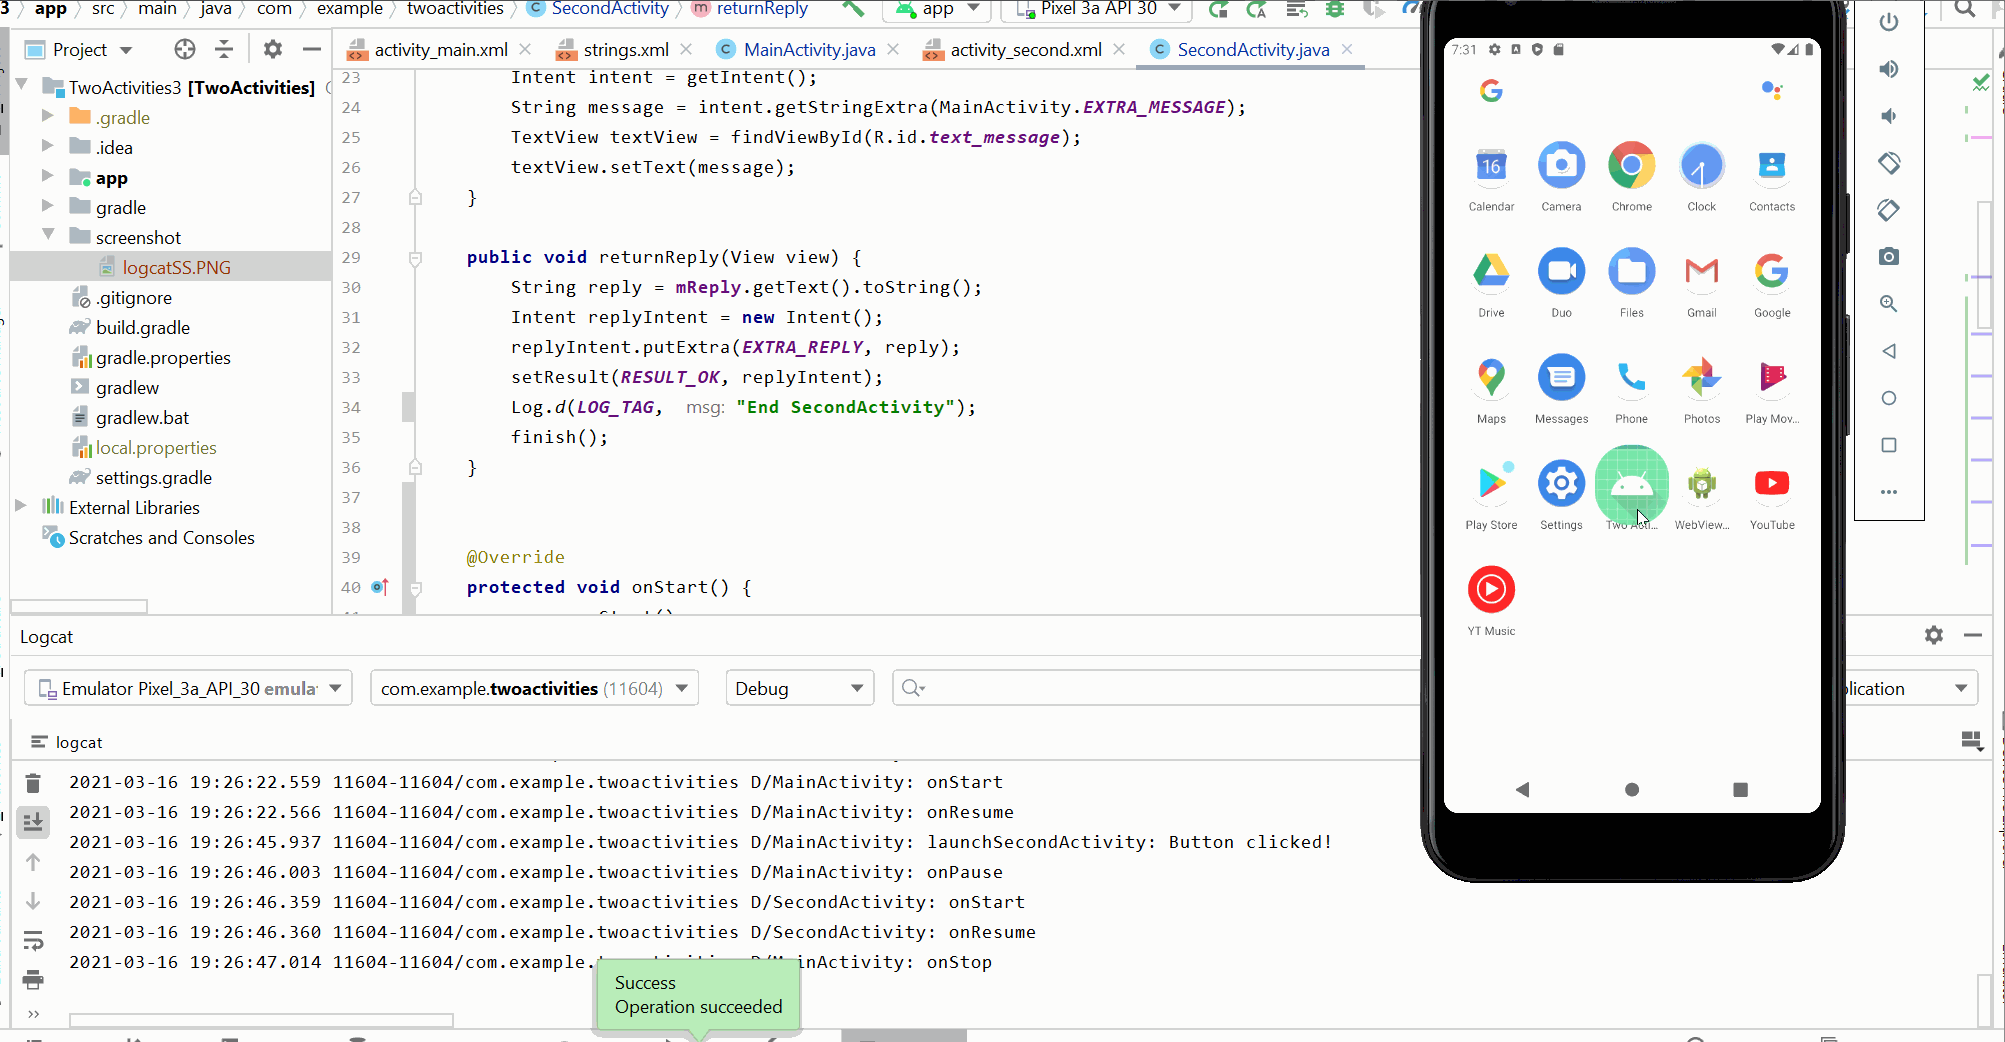 3 app src main java com example twoactivities SecondActivity returnReply app Pixel 3a API 30
Project
activity_main.xml strings.xml MainActivity.java activity_second.xml SecondActivity.java
TwoActivities3 [TwoActivities]
.gradle
.idea
app
gradle
screenshot
logcatSS.PNG
.gitignore
build.gradle
gradle.properties
gradlew
gradlew.bat
local.properties
settings.gradle
External Libraries
Scratches and Consoles
23 Intent intent = getIntent();
24 String message = intent.getStringExtra(MainActivity.EXTRA_MESSAGE);
25 TextView textView = findViewById(R.id.text_message);
26 textView.setText(message);
27 }
28
29 public void returnReply(View view) {
30 String reply = mReply.getText().toString();
31 Intent replyIntent = new Intent();
32 replyIntent.putExtra(EXTRA_REPLY, reply);
33 setResult(RESULT_OK, replyIntent);
34 Log.d(LOG_TAG, msg: "End SecondActivity");
35 finish();
36 }
37
38
39 @Override
40 protected void onStart() {
7:31
16
Calendar Camera Chrome Clock Contacts
Drive Duo Files Gmail Google
Maps Messages Phone Photos Play Mov...
Play Store Settings Two Acti... WebView... YouTube
YT Music
Logcat
Emulator Pixel_3a_API_30 emula com.example.twoactivities (11604) Debug plication
logcat
2021-03-16 19:26:22.559 11604-11604/com.example.twoactivities D/MainActivity: onStart
2021-03-16 19:26:22.566 11604-11604/com.example.twoactivities D/MainActivity: onResume
2021-03-16 19:26:45.937 11604-11604/com.example.twoactivities D/MainActivity: launchSecondActivity: Button clicked!
2021-03-16 19:26:46.003 11604-11604/com.example.twoactivities D/MainActivity: onPause
2021-03-16 19:26:46.359 11604-11604/com.example.twoactivities D/SecondActivity: onStart
2021-03-16 19:26:46.360 11604-11604/com.example.twoactivities D/SecondActivity: onResume
2021-03-16 19:26:47.014 11604-11604/com.example.twoactivities D/MainActivity: onStop
Success
Operation succeeded